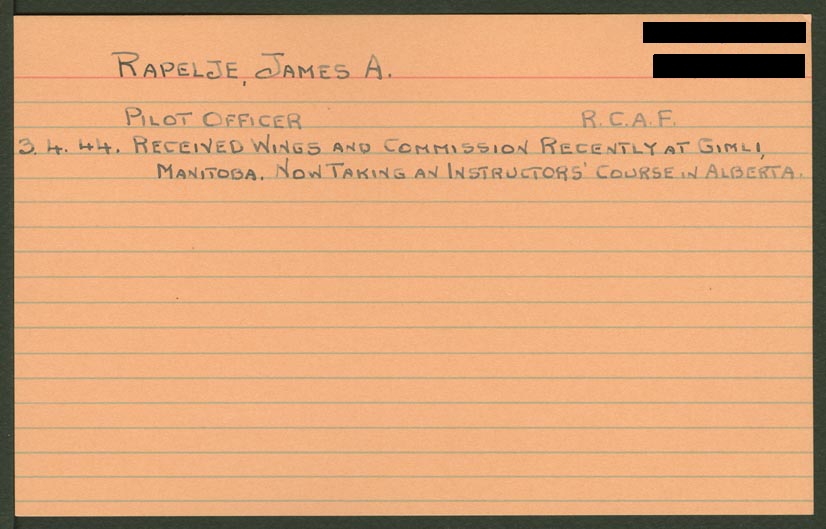 RAPELJE, JAMES A.
PILOT OFFICER R.C.A.F.
3. 4. 44. RECEIVED WINGS AND COMMISSION RECENTLY AT GIMLI,
MANITOBA. NOW TAKING AN INSTRUCTORS' COURSE IN ALBERTA.